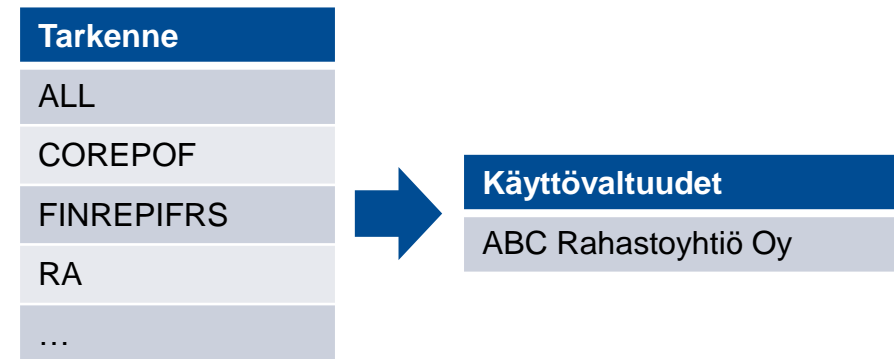 Tarkenne
ALL
COREPOF
FINREPIFRS
RA
…
Käyttövaltuudet
ABC Rahastoyhtiö Oy